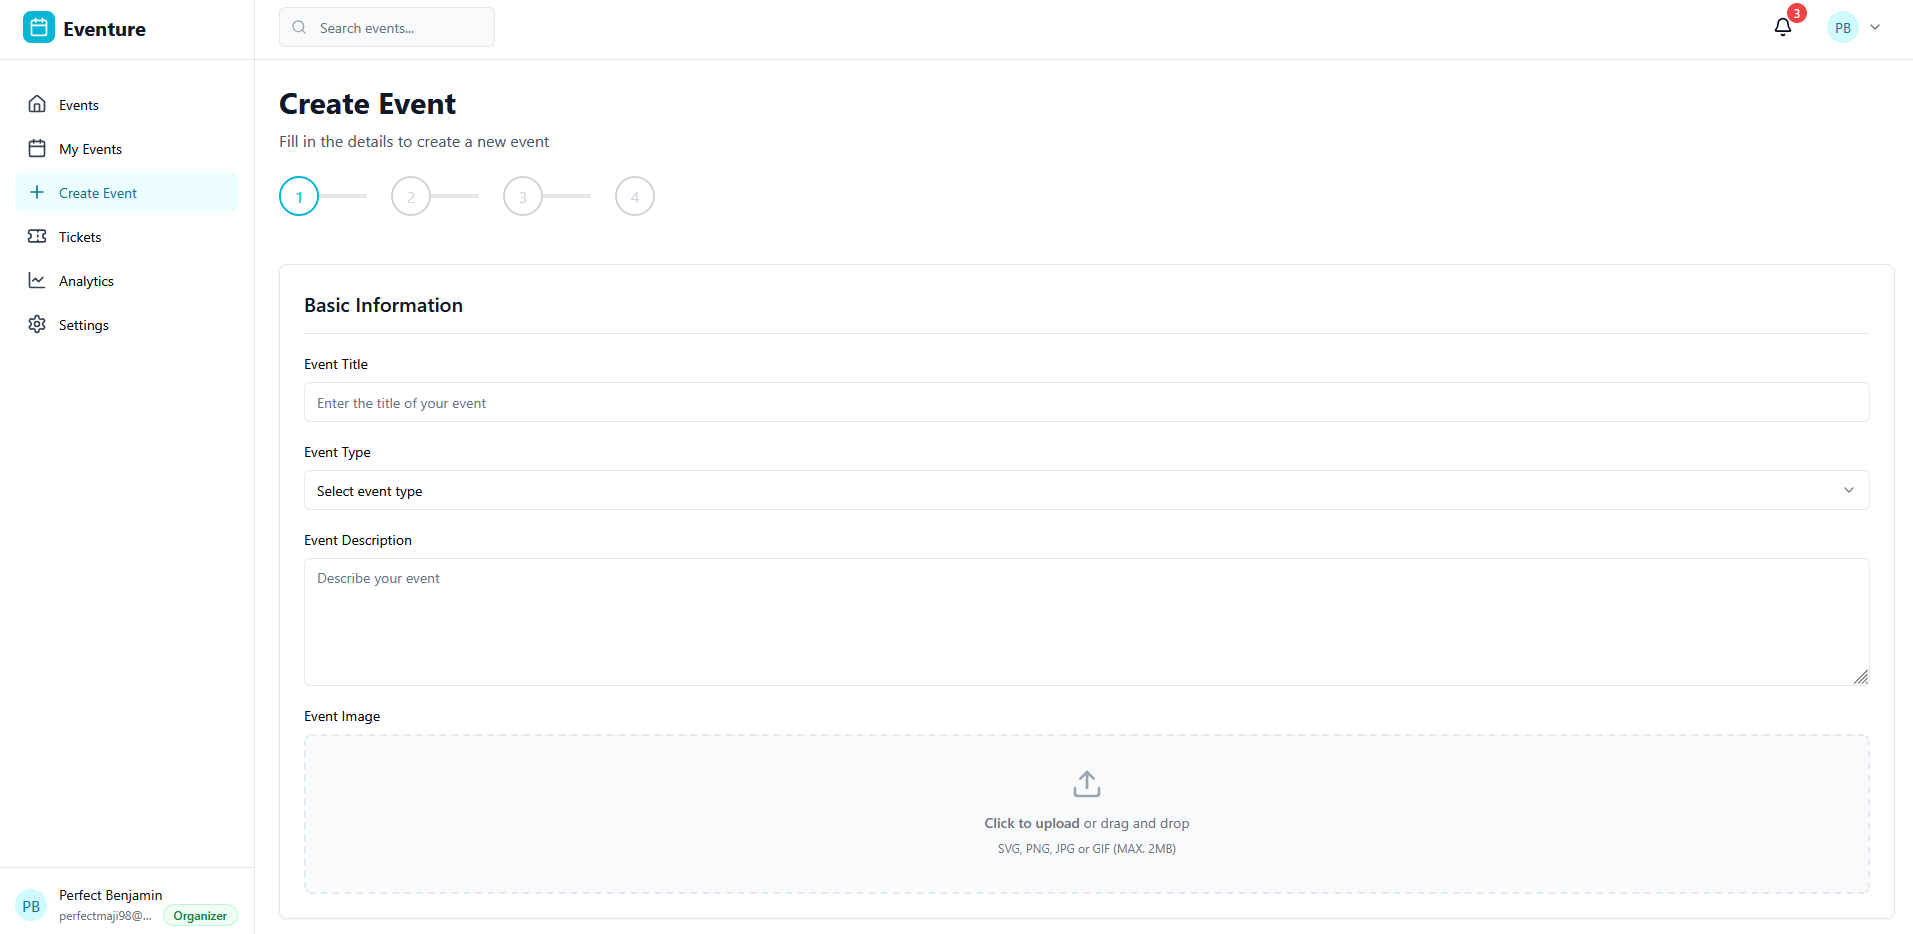 Eventure
Search events...
3
PB
Events
My Events
Create Event
Tickets
Analytics
Settings
Create Event
Fill in the details to create a new event
1 2 3 4
Basic Information
Event Title
Enter the title of your event
Event Type
Select event type
Event Description
Describe your event
Event Image
Click to upload or drag and drop
SVG, PNG, JPG or GIF (MAX. 2MB)
PB
Perfect Benjamin
perfectmaji98@...
Organizer